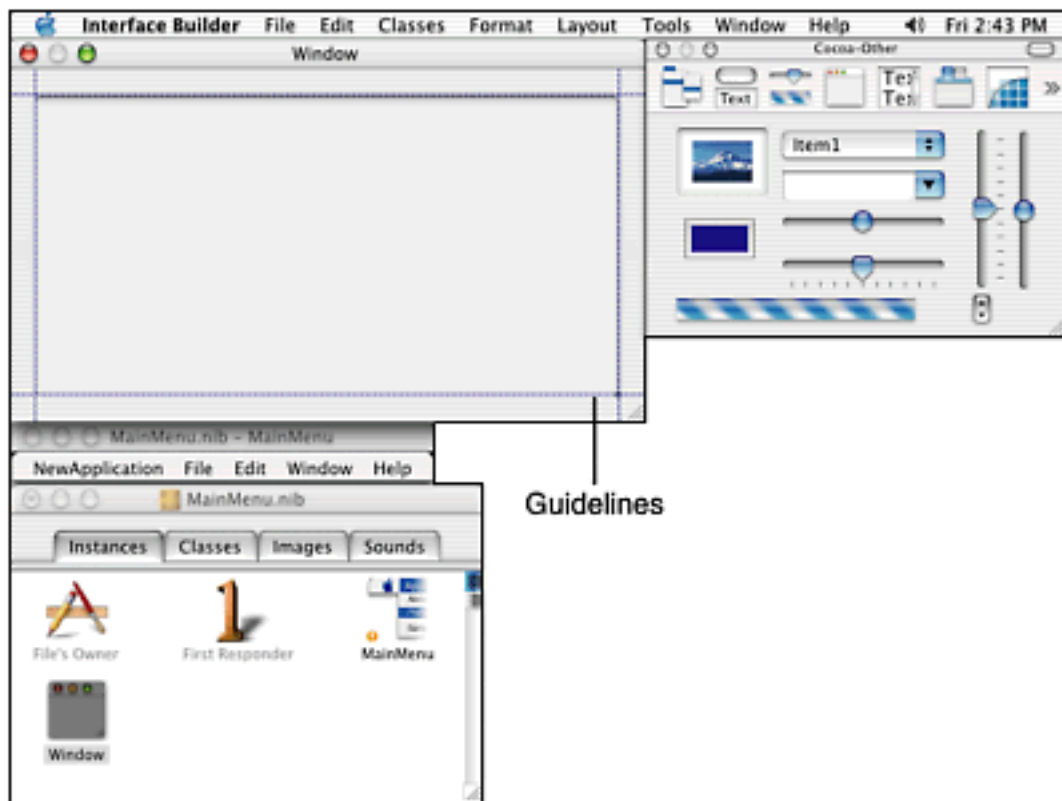 Interface Builder File Edit Classes Format Layout Tools Window Help Fri 2:43 PM
Window
Cocoa-Other
Text
Item1
MainMenu.nib - MainMenu
NewApplication File Edit Window Help
Guidelines
MainMenu.nib
Instances Classes Images Sounds
File's Owner First Responder MainMenu
Window